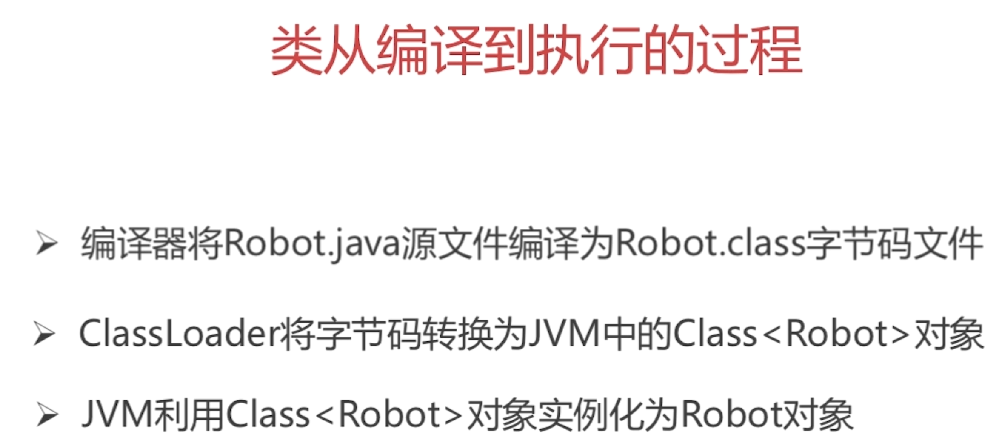 类从编译到执行的过程
➢ 编译器将Robot.java源文件编译为Robot.class字节码文件
➢ ClassLoader将字节码转换为JVM中的Class<Robot>对象
➢ JVM利用Class<Robot>对象实例化为Robot对象